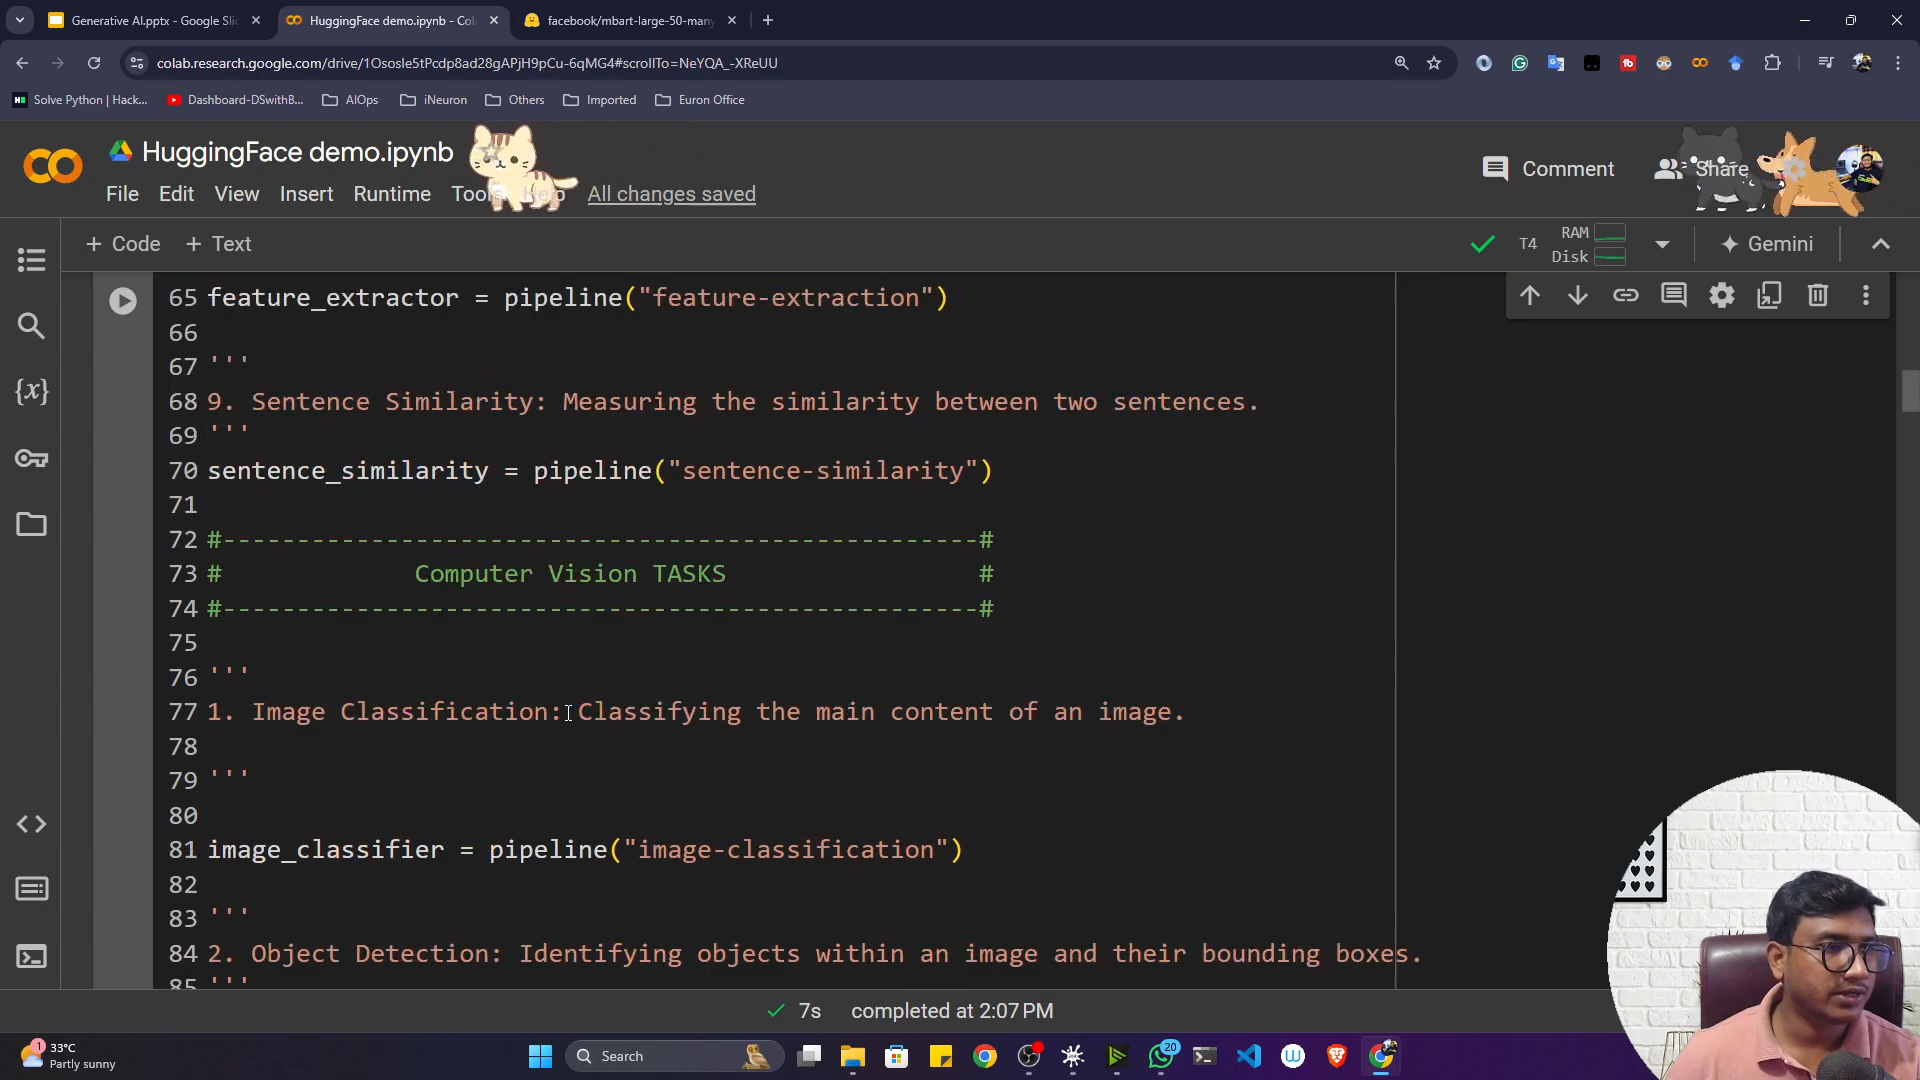 Generative AI.pptx - Google Sli
HuggingFace demo.ipynb - Col
facebook/mbart-large-50-many
colab.research.google.com/drive/1Ososle5tPcdp8ad28gAPjH9pCu-6qMG4#scrollTo=NeYQA_-XReUU
Solve Python | Hack...
Dashboard-DSwithB...
AIOps
iNeuron
Others
Imported
Euron Office
HuggingFace demo.ipynb
Comment
Share
File Edit View Insert Runtime Tools Help All changes saved
+ Code + Text
T4
RAM
Disk
Gemini
65 feature_extractor = pipeline("feature-extraction")
66
67 '''
68 9. Sentence Similarity: Measuring the similarity between two sentences.
69 '''
70 sentence_similarity = pipeline("sentence-similarity")
71
72 #---------------------------------------------------#
73 # Computer Vision TASKS #
74 #---------------------------------------------------#
75
76 '''
77 1. Image Classification: Classifying the main content of an image.
78
79 '''
80
81 image_classifier = pipeline("image-classification")
82
83 '''
84 2. Object Detection: Identifying objects within an image and their bounding boxes.
85 '''
7s completed at 2:07 PM
1
33°C
Partly sunny
Search
20